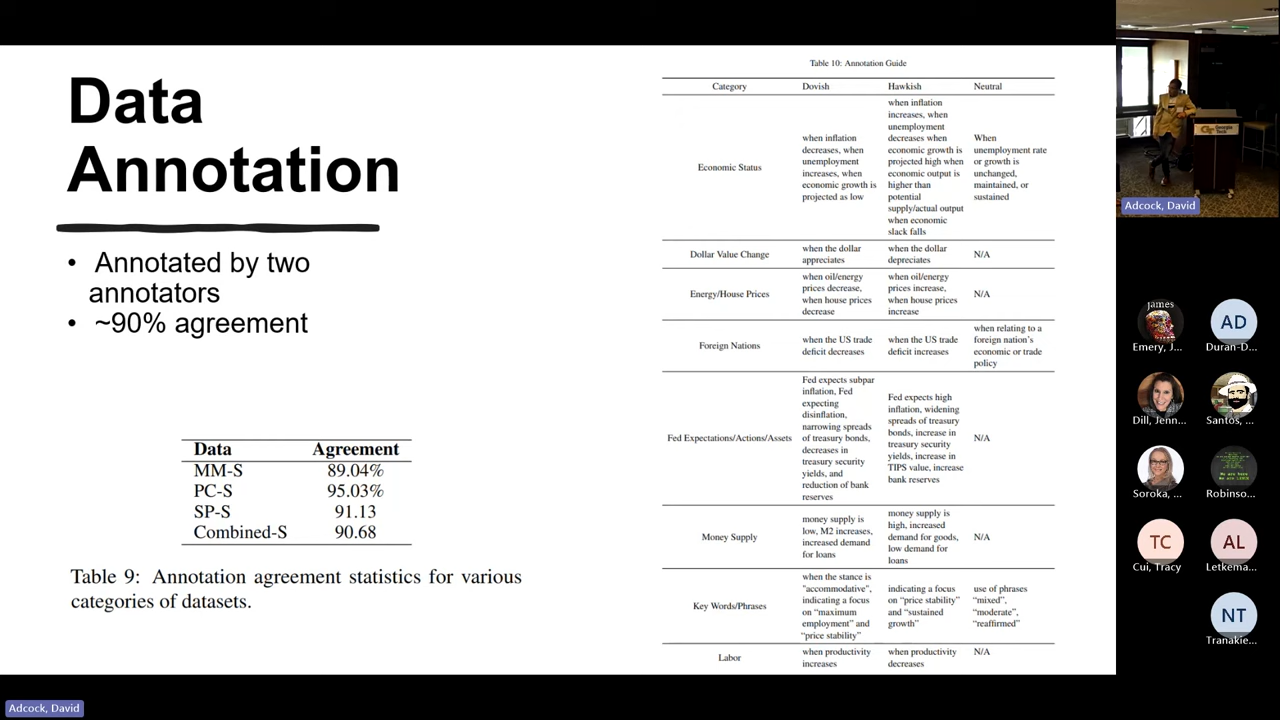 Data
Annotation
• Annotated by two
annotators
• ~90% agreement
Data Agreement
MM-S 89.04%
PC-S 95.03%
SP-S 91.13
Combined-S 90.68
Table 9: Annotation agreement statistics for various
categories of datasets.
Table 10: Annotation Guide
Category Dovish Hawkish Neutral
Economic Status
when inflation
decreases, when
unemployment
increases, when
economic growth is
projected as low
when inflation
increases, when
unemployment
decreases when
economic growth is
projected high when
economic output is
higher than
potential
supply/actual output
when economic
slack falls
When
unemployment rate
or growth is
unchanged,
maintained, or
sustained
Dollar Value Change
when the dollar
appreciates
when the dollar
depreciates
N/A
Energy/House Prices
when oil/energy
prices decrease,
when house prices
decrease
when oil/energy
prices increase,
when house prices
increase
N/A
Foreign Nations
when the US trade
deficit decreases
when the US trade
deficit increases
when relating to a
foreign nation's
economic or trade
policy
Fed Expectations/Actions/Assets
Fed expects subpar
inflation, Fed
expecting
disinflation,
narrowing spreads
of treasury bonds,
decreases in
treasury security
yields, and
reduction of bank
reserves
Fed expects high
inflation, widening
spreads of treasury
bonds, increase in
treasury security
yields, increase in
TIPS value, increase
bank reserves
N/A
Money Supply
money supply is
low, M2 increases,
increased demand
for loans
money supply is
high, increased
demand for goods,
low demand for
loans
N/A
Key Words/Phrases
when the stance is
"accommodative",
indicating a focus
on “maximum
employment” and
“price stability”
indicating a focus
on “price stability”
and “sustained
growth”
use of phrases
“mixed”,
“moderate”,
“reaffirmed”
Labor
when productivity
increases
when productivity
decreases
N/A
Georgia
Tech
Adcock, David
James
Emery, J...
AD
Duran-D...
Dill, Jenn...
Santos, ...
Soroka, ...
Robinso...
TC
Cui, Tracy
AL
Letkema...
NT
Tranakie...
Adcock, David